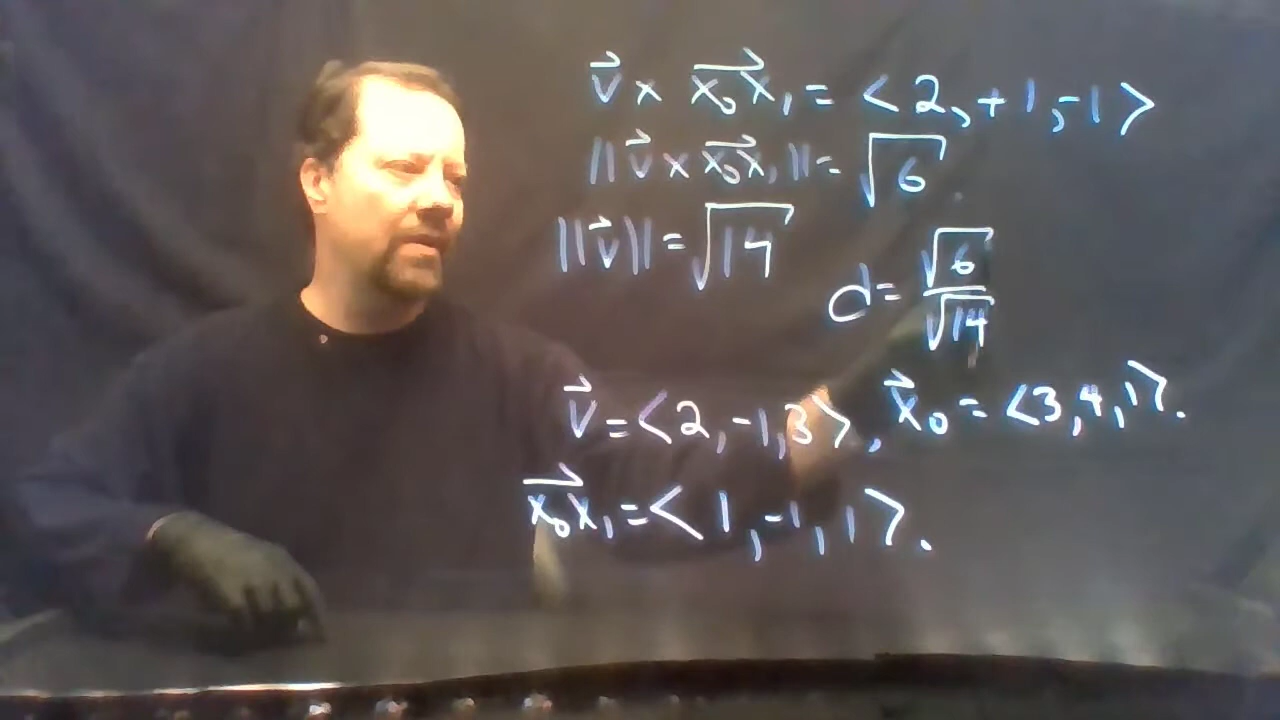 v⃗ × x₀x₁⃗ = <2, +1, -1>
||v⃗ × x₀x₁⃗|| = √6
||v⃗|| = √14
d = √6/√14
v⃗ = <2, -1, 3>, x⃗₀ = <3, 4, 1>.
x₀x₁⃗ = <1, -1, 1>.